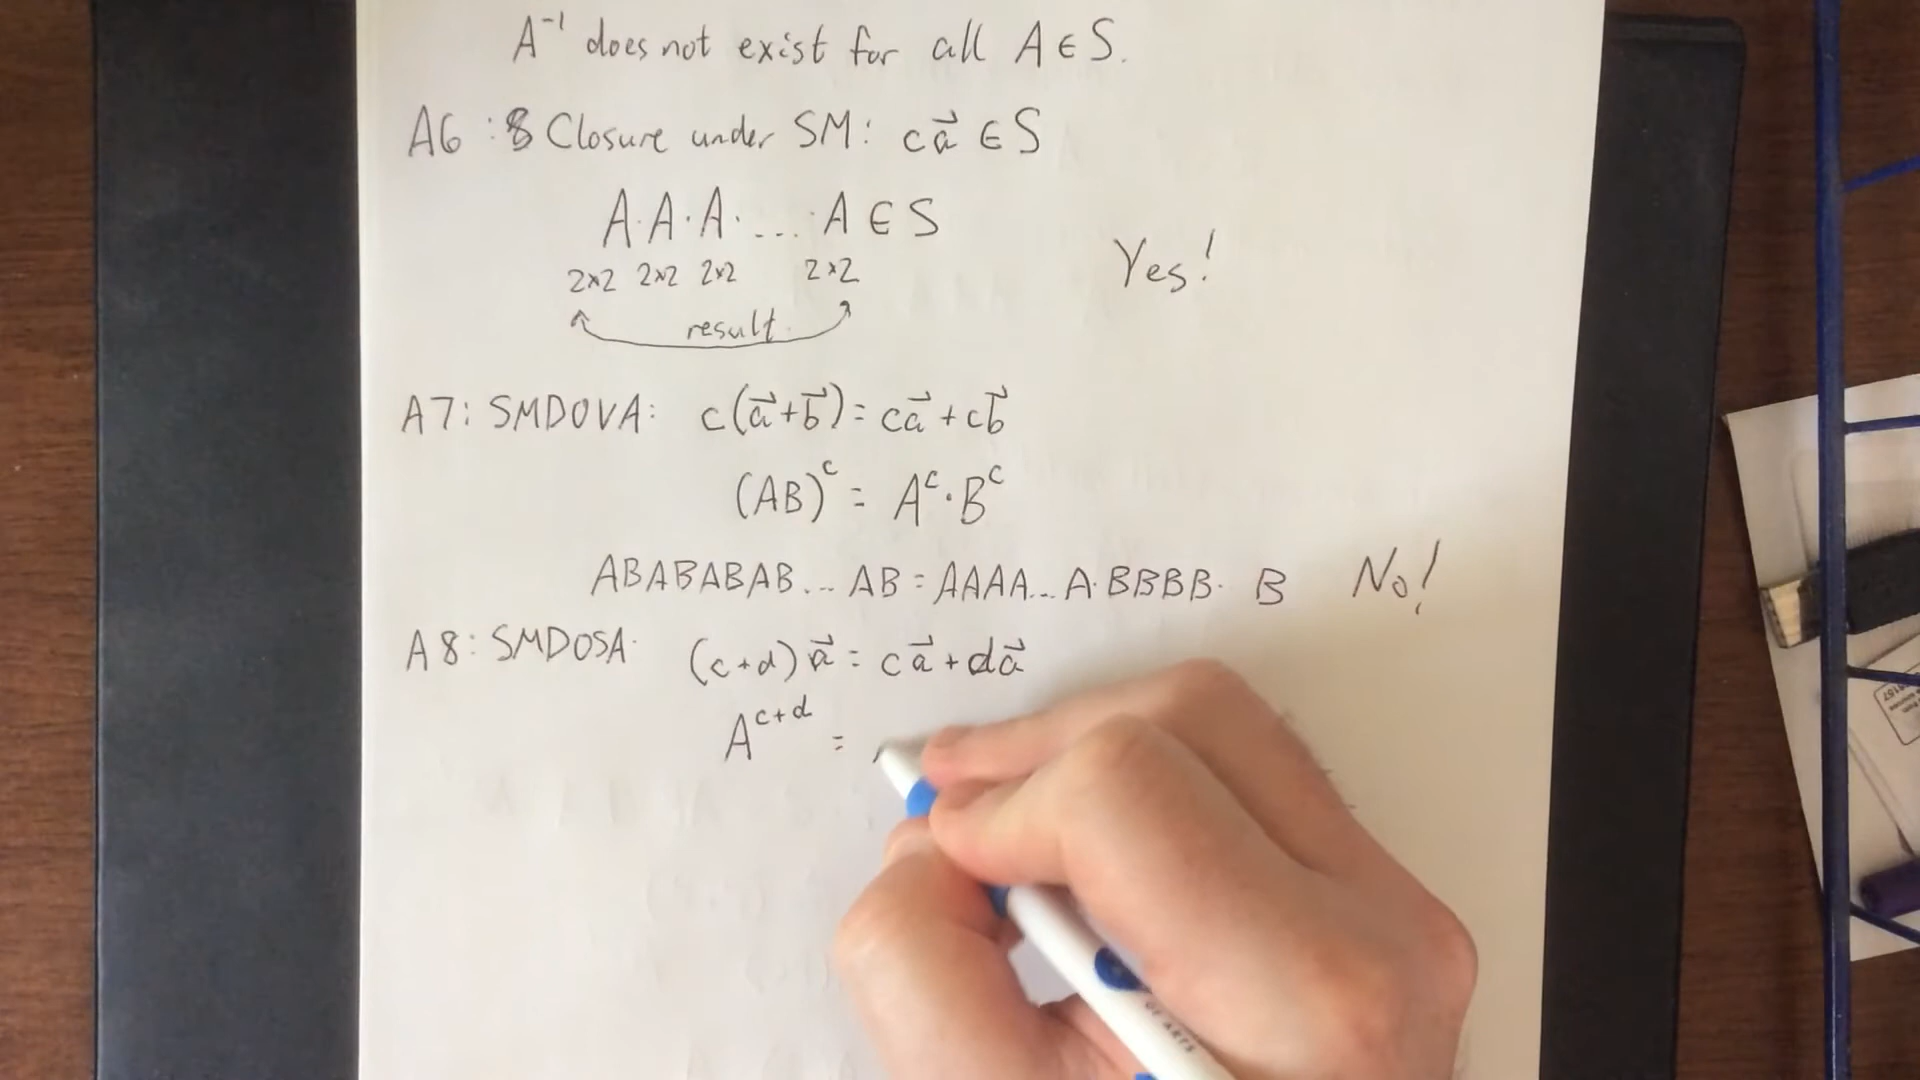 A⁻¹ does not exist for all A ∈ S.
A6 : Closure under SM: ca⃗ ∈ S
A·A·A· ... ·A ∈ S
2×2 2×2 2×2 2×2
Yes!
result
A7: SMDOVA: c(a⃗+b⃗) = ca⃗ + cb⃗
(AB)ᶜ = Aᶜ·Bᶜ
ABABABAB... AB = AAAA... A·BBBB· B No!
A8: SMDOSA· (c+d)a⃗ = ca⃗ + da⃗
Aᶜ⁺ᵈ =
OF ARTS